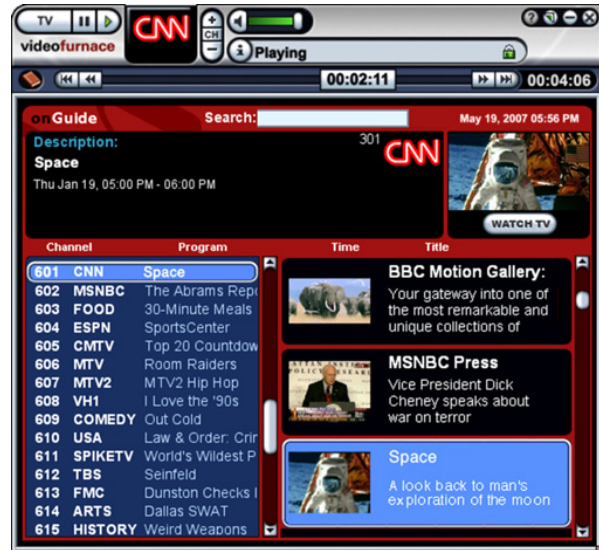 TV
CNN
CH
videofurnace
Playing
00:02:11
00:04:06
onGuide
Search:
May 19, 2007 05:56 PM
Description:
301
CNN
Space
Thu Jan 19, 05:00 PM - 06:00 PM
WATCH TV
Channel Program Time Title
601 CNN Space
602 MSNBC The Abrams Repo
603 FOOD 30-Minute Meals
604 ESPN SportsCenter
605 CMTV Top 20 Countdow
606 MTV Room Raiders
607 MTV2 MTV2 Hip Hop
608 VH1 I Love the '90s
609 COMEDY Out Cold
610 USA Law & Order: Crir
611 SPIKETV World's Wildest P
612 TBS Seinfeld
613 FMC Dunston Checks I
614 ARTS Dallas SWAT
615 HISTORY Weird Weapons
BBC Motion Gallery:
Your gateway into one of
the most remarkable and
unique collections of
MSNBC Press
Vice President Dick
Cheney speaks about
war on terror
Space
A look back to man's
exploration of the moon